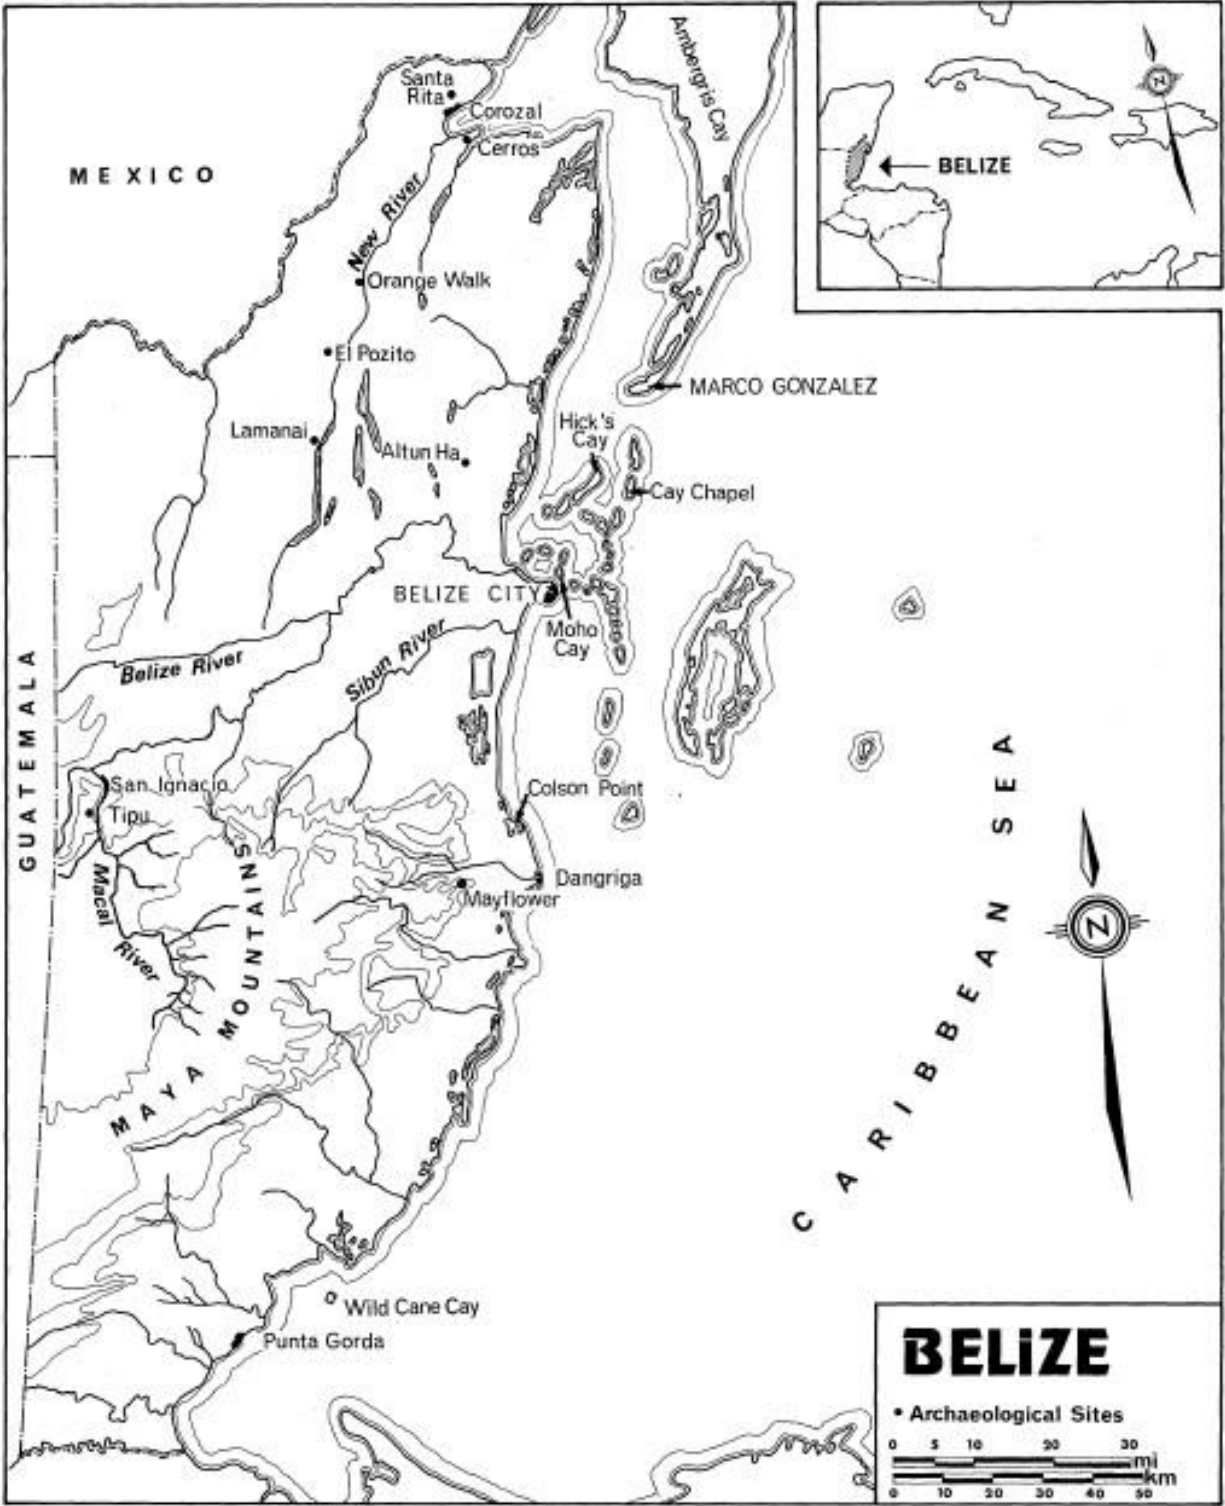 Ambergris Cay
Santa
Rita
Corozal
Cerros
MEXICO
BELIZE
N
New River
Orange Walk
El Pozito
MARCO GONZALEZ
Hick's
Cay
Lamanai
Altun Ha
Cay Chapel
BELIZE CITY
Moho
Cay
Belize River
Sibun River
GUATEMALA
San Ignacio
Tipu
Colson Point
Macal
River
MAYA MOUNTAINS
Dangriga
Mayflower
CARIBBEAN SEA
N
Wild Cane Cay
Punta Gorda
BELIZE
• Archaeological Sites
0 5 10 20 30
mi
km
0 10 20 30 40 50